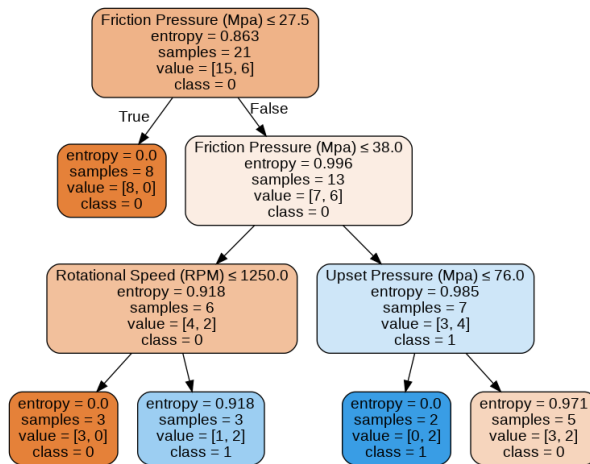 Friction Pressure (Mpa) ≤ 27.5
entropy = 0.863
samples = 21
value = [15, 6]
class = 0
True
False
entropy = 0.0
samples = 8
value = [8, 0]
class = 0
Friction Pressure (Mpa) ≤ 38.0
entropy = 0.996
samples = 13
value = [7, 6]
class = 0
Rotational Speed (RPM) ≤ 1250.0
entropy = 0.918
samples = 6
value = [4, 2]
class = 0
Upset Pressure (Mpa) ≤ 76.0
entropy = 0.985
samples = 7
value = [3, 4]
class = 1
entropy = 0.0
samples = 3
value = [3, 0]
class = 0
entropy = 0.918
samples = 3
value = [1, 2]
class = 1
entropy = 0.0
samples = 2
value = [0, 2]
class = 1
entropy = 0.971
samples = 5
value = [3, 2]
class = 0